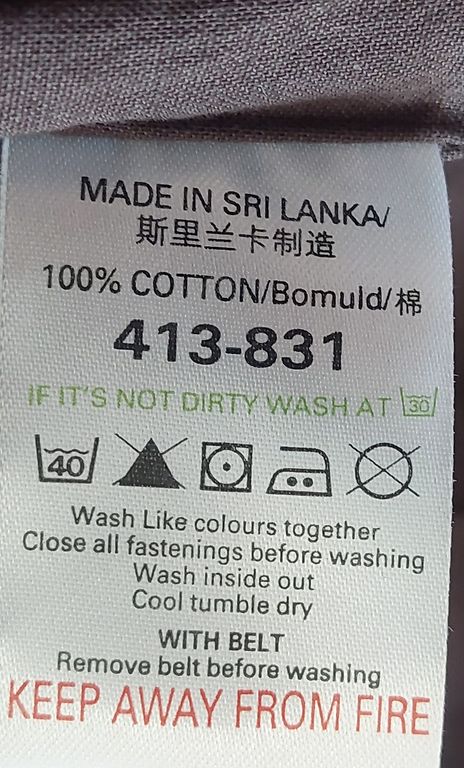 MADE IN SRI LANKA/
斯里兰卡制造
100% COTTON/Bomuld/棉
413-831
IF IT'S NOT DIRTY WASH AT 30
40
Wash Like colours together
Close all fastenings before washing
Wash inside out
Cool tumble dry
WITH BELT
Remove belt before washing
KEEP AWAY FROM FIRE